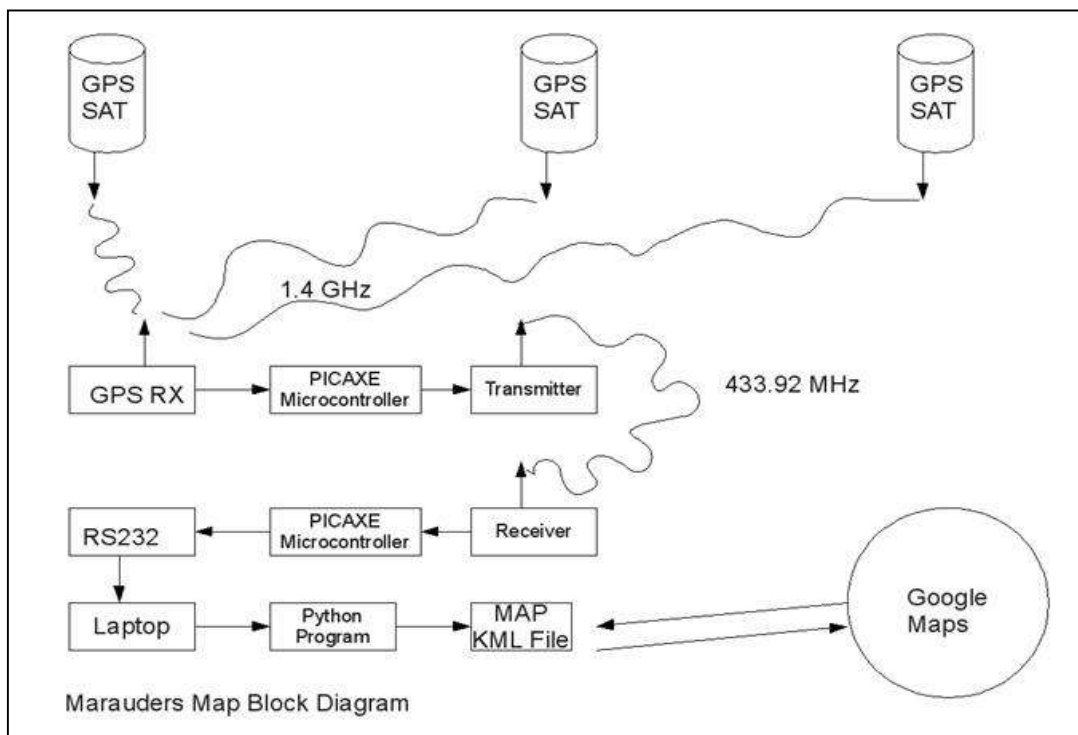 GPS
SAT
GPS
SAT
GPS
SAT
1.4 GHz
GPS RX
PICAXE
Microcontroller
Transmitter
433.92 MHz
RS232
PICAXE
Microcontroller
Receiver
Laptop
Python
Program
MAP
KML File
Google
Maps
Marauders Map Block Diagram